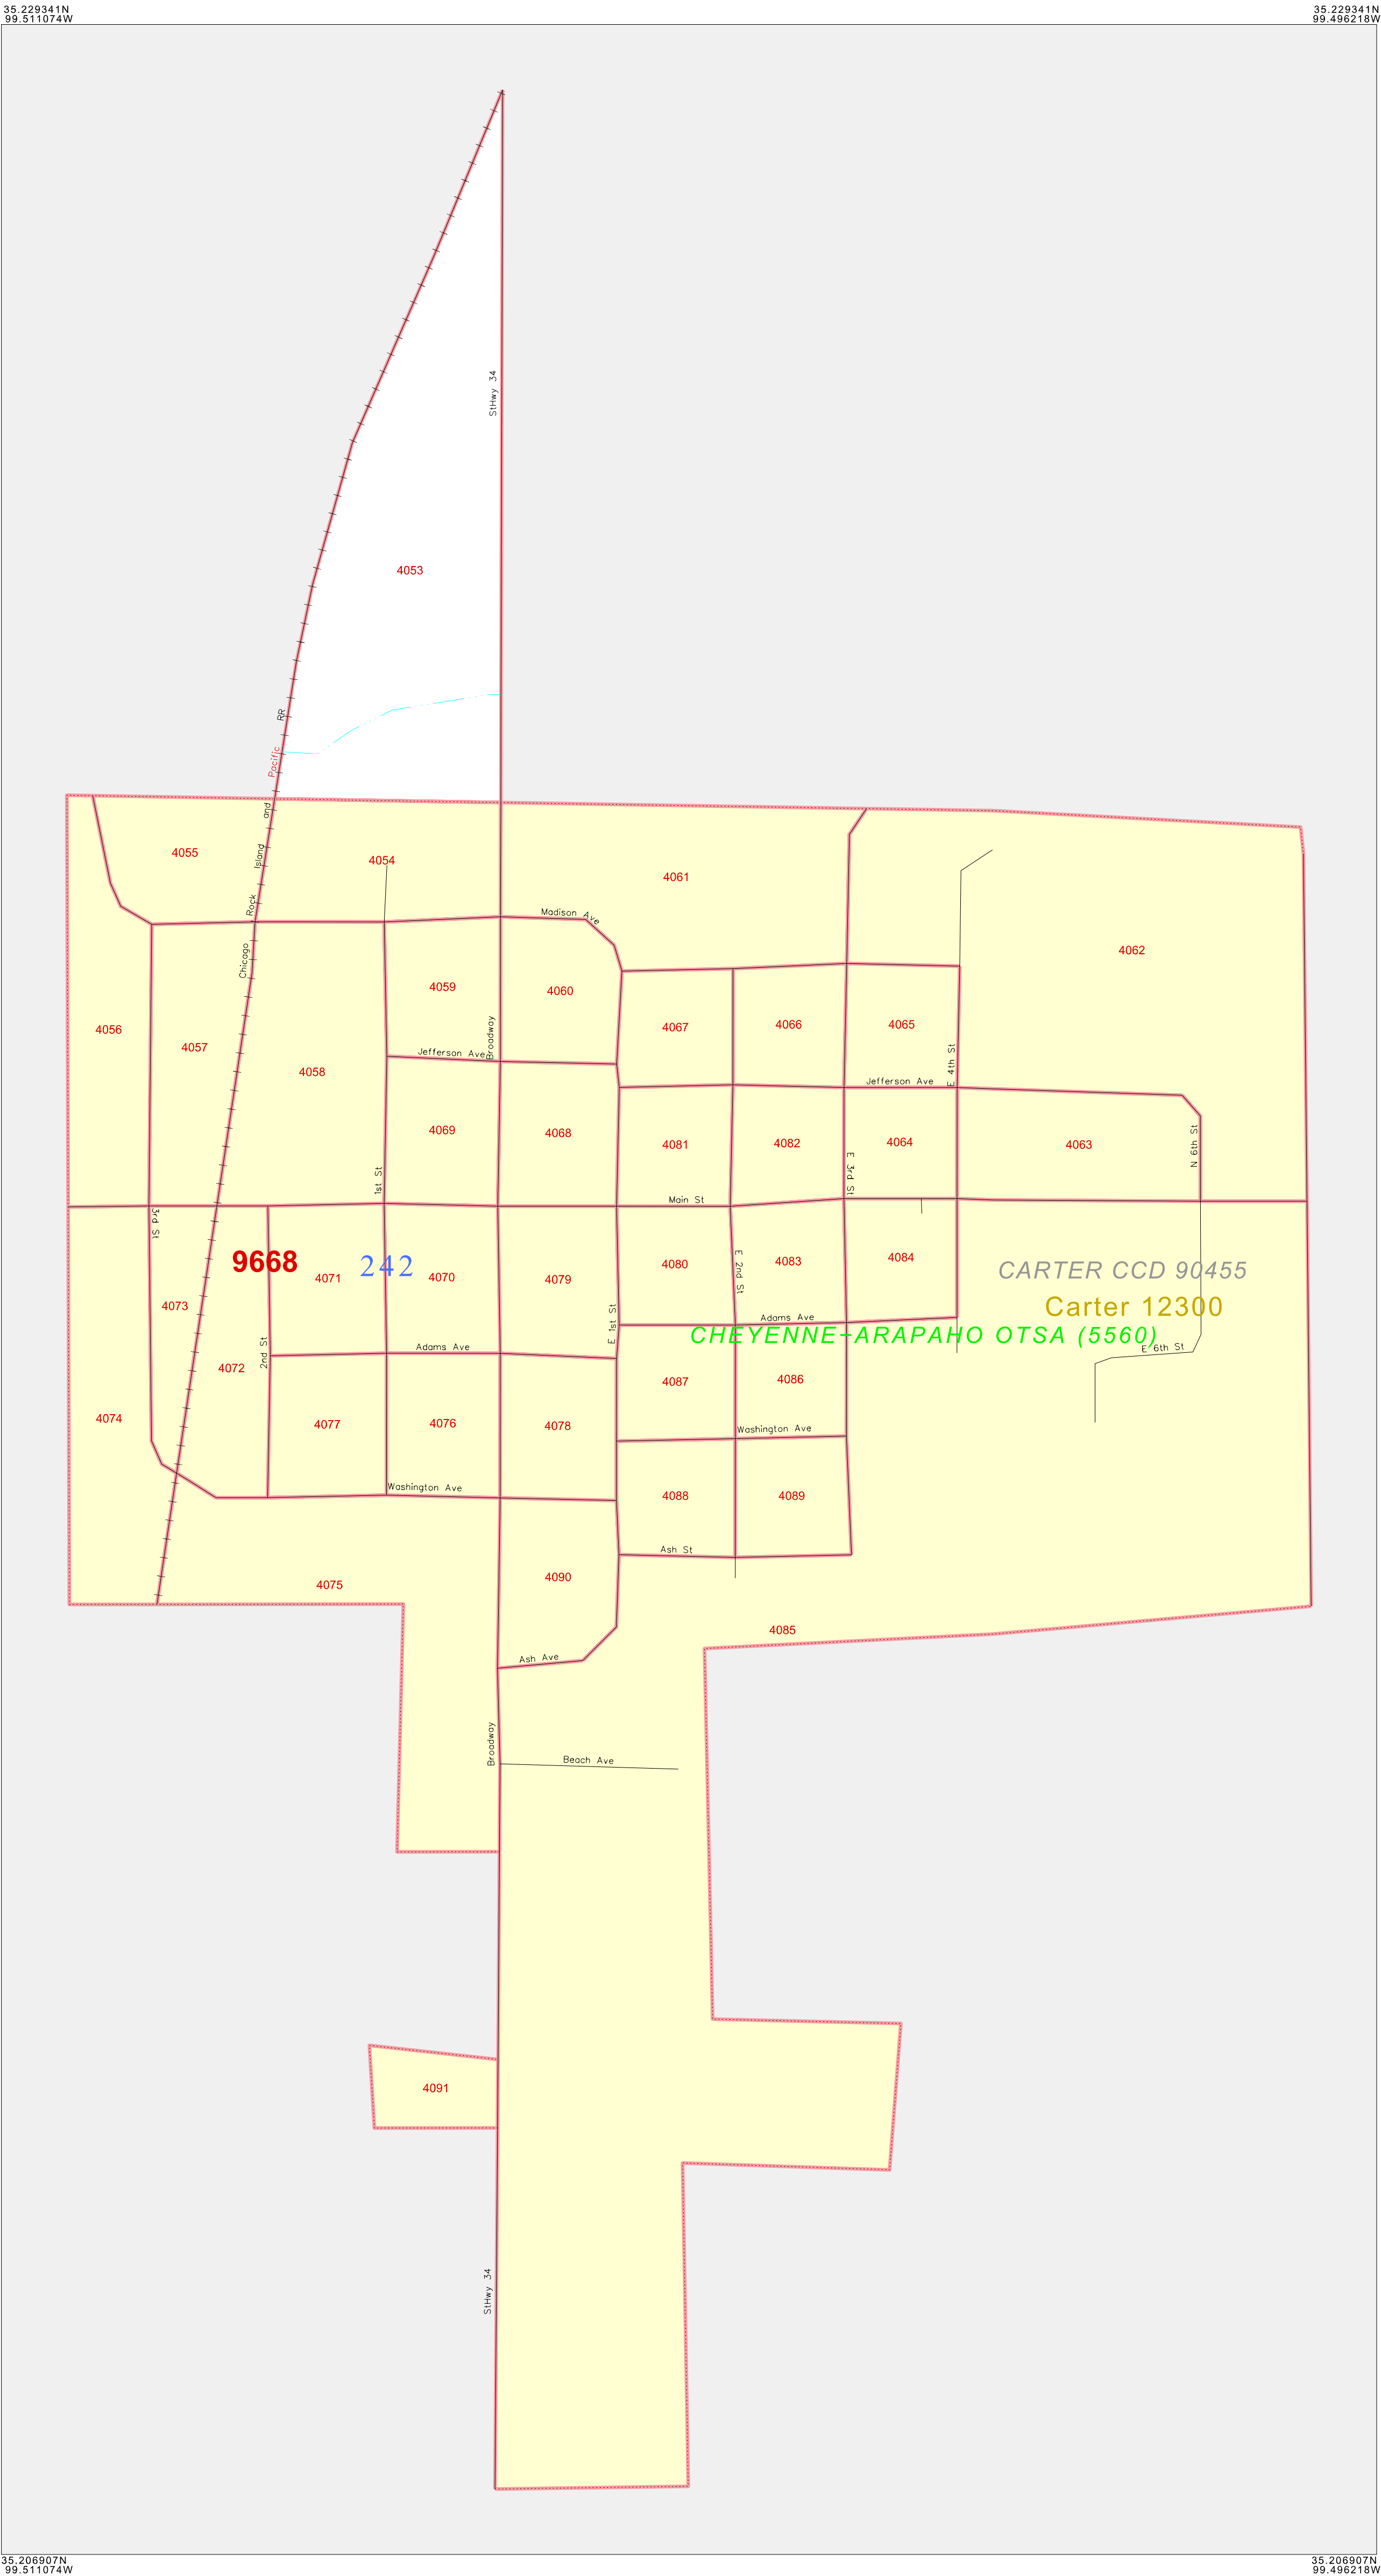 35.229341N
99.511074W
35.229341N
99.496218W
StHwy 34
4053
RR
Pacific
and
Island
Rock
Chicago
4055
4054
4061
Madison Ave
4062
4059
4060
4056
4057
4067
4066
4065
Broadway
Jefferson Ave
4058
E 4th St
Jefferson Ave
4069
4068
4081
4082
4064
4063
N 6th St
1st St
E 3rd St
Main St
3rd St
9668
242
4071
4070
4079
4080
E 2nd St
4083
4084
CARTER CCD 90455
4073
E 1st St
Adams Ave
Carter 12300
CHEYENNE-ARAPAHO OTSA (5560)
2nd St
Adams Ave
E 6th St
4072
4087
4086
4074
4077
4076
4078
Washington Ave
Washington Ave
4088
4089
Ash St
4075
4090
4085
Ash Ave
Broadway
Beach Ave
4091
StHwy 34
35.206907N
99.511074W
35.206907N
99.496218W